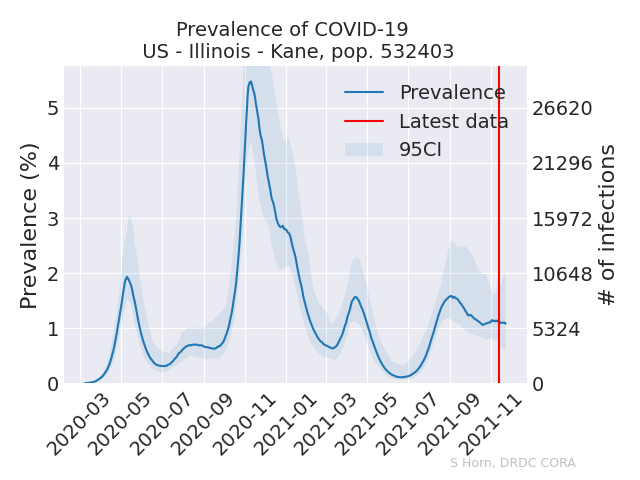 Prevalence of COVID-19
US - Illinois - Kane, pop. 532403
Prevalence
Latest data
95CI
Prevalence (%)
5
4
3
2
1
0
26620
21296
15972
10648
5324
0
# of infections
2020-03
2020-05
2020-07
2020-09
2020-11
2021-01
2021-03
2021-05
2021-07
2021-09
2021-11
S Horn, DRDC CORA